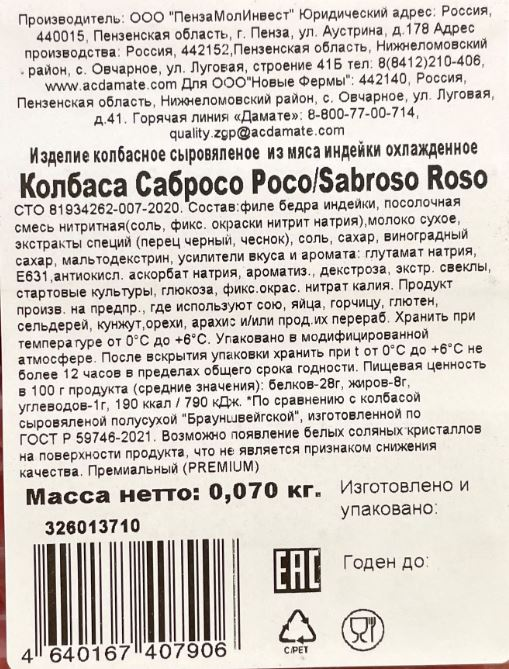 Производитель: ООО "ПензаМолИнвест" Юридический адрес: Россия,
440015, Пензенская область, г. Пенза, ул. Аустрина, д.178 Адрес
производства: Россия, 442152,Пензенская область, Нижнеломовский
район, с. Овчарное, ул. Луговая, строение 41Б тел: 8(8412)210-406,
www.acdamate.com Для ООО"Новые Фермы": 442140, Россия,
Пензенская область, Нижнеломовский район, с. Овчарное, ул. Луговая,
д.41. Горячая линия «Дамате»: 8-800-77-00-714,
quality.zgp@acdamate.com
Изделие колбасное сыровяленое из мяса индейки охлажденное
Колбаса Сабросо Росо/Sabroso Roso
СТО 81934262-007-2020. Состав:филе бедра индейки, посолочная
смесь нитритная(соль, фикс. окраски нитрит натрия),молоко сухое,
экстракты специй (перец черный, чеснок), соль, сахар, виноградный
сахар, мальтодекстрин, усилители вкуса и аромата: глутамат натрия,
Е631,антиокисл. аскорбат натрия, ароматиз., декстроза, экстр. свеклы,
стартовые культуры, глюкоза, фикс.окрас. нитрат калия. Продукт
произв. на предпр., где используют сою, яйца, горчицу, глютен,
сельдерей, кунжут,орехи, арахис и/или прод.их перераб. Хранить при
температуре от 0°С до +6°С. Упаковано в модифицированной
атмосфере. После вскрытия упаковки хранить при t от 0°С до +6°С не
более 12 часов в пределах общего срока годности. Пищевая ценность
в 100 г продукта (средние значения): белков-28г, жиров-8г,
углеводов-1г, 190 ккал / 790 кДж. *По сравнению с колбасой
сыровяленой полусухой "Брауншвейгской", изготовленной по
ГОСТ Р 59746-2021. Возможно появление белых соляных кристаллов
на поверхности продукта, что не является признаком снижения
качества. Премиальный (PREMIUM)
Масса нетто: 0,070 кг.
Изготовлено и
упаковано:
326013710
Годен до:
EAC
C/PET
4 640167 407906